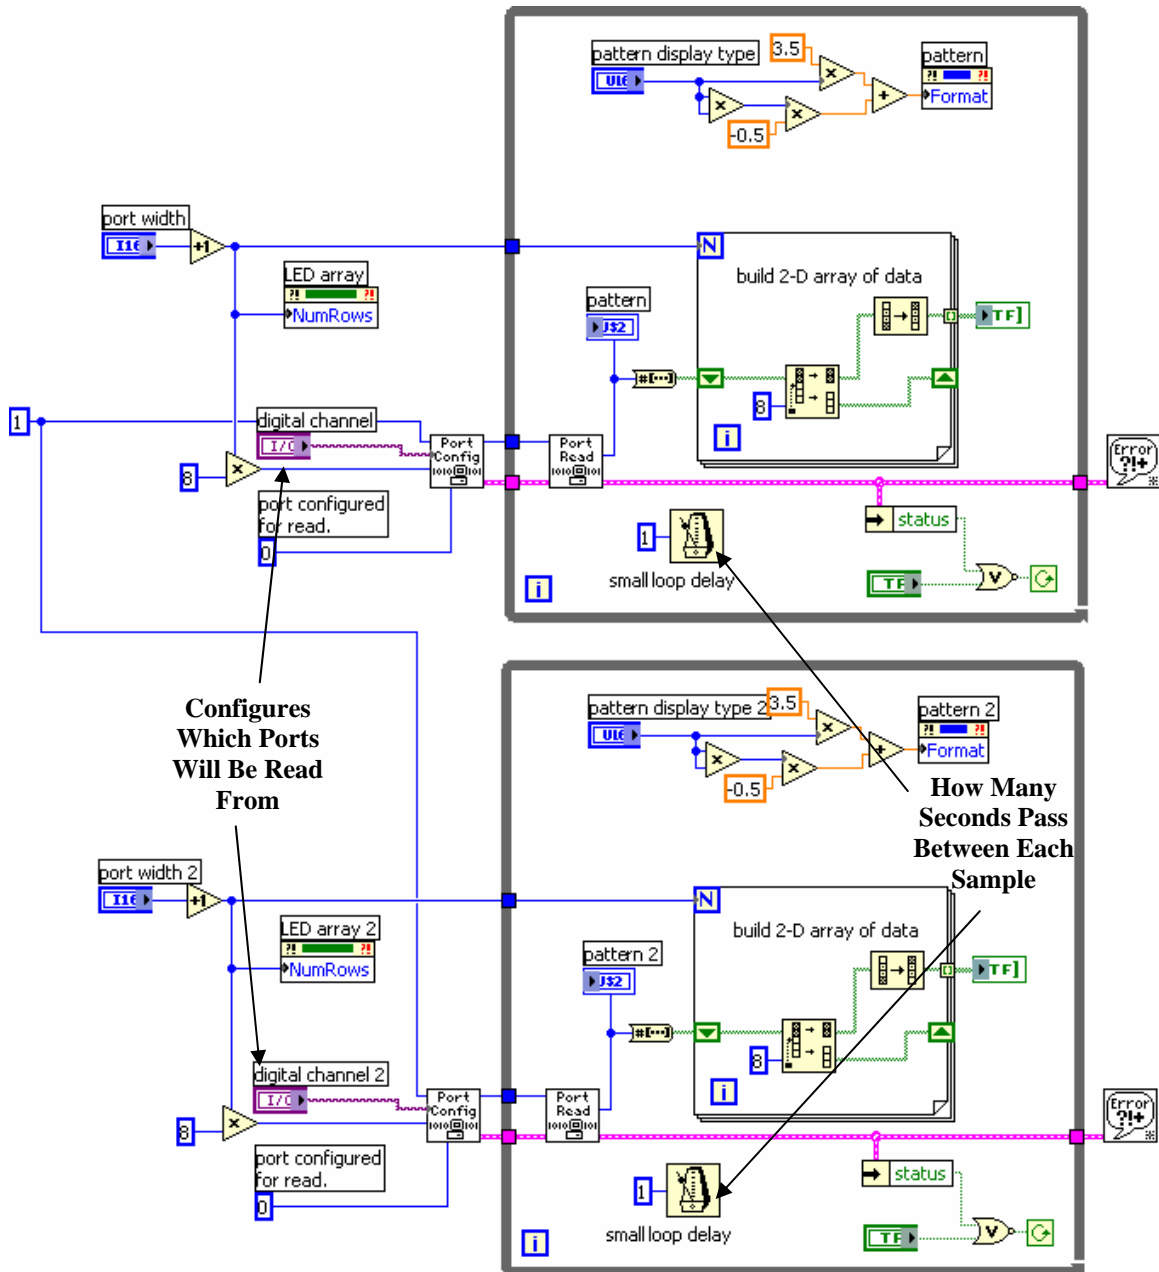 pattern display type
3.5
pattern
U16
x
x
x
+
-0.5
Format
port width
I16
+1
LED array
?! ?!
NumRows
N
build 2-D array of data
pattern
TF]
#[...]
8
i
1
digital channel
I/O
Port Config
Port Read
Error ?!+
x
8
port configured
for read.
0
1
status
small loop delay
TF
V
i
Configures
Which Ports
Will Be Read
From
pattern display type 2
3.5
pattern 2
U16
x
x
x
+
-0.5
Format
How Many
Seconds Pass
Between Each
Sample
port width 2
I16
+1
LED array 2
?! ?!
NumRows
N
build 2-D array of data
pattern 2
TF]
#[...]
8
i
digital channel 2
I/O
Port Config
Port Read
Error ?!+
x
8
port configured
for read.
0
1
status
small loop delay
TF
V
i